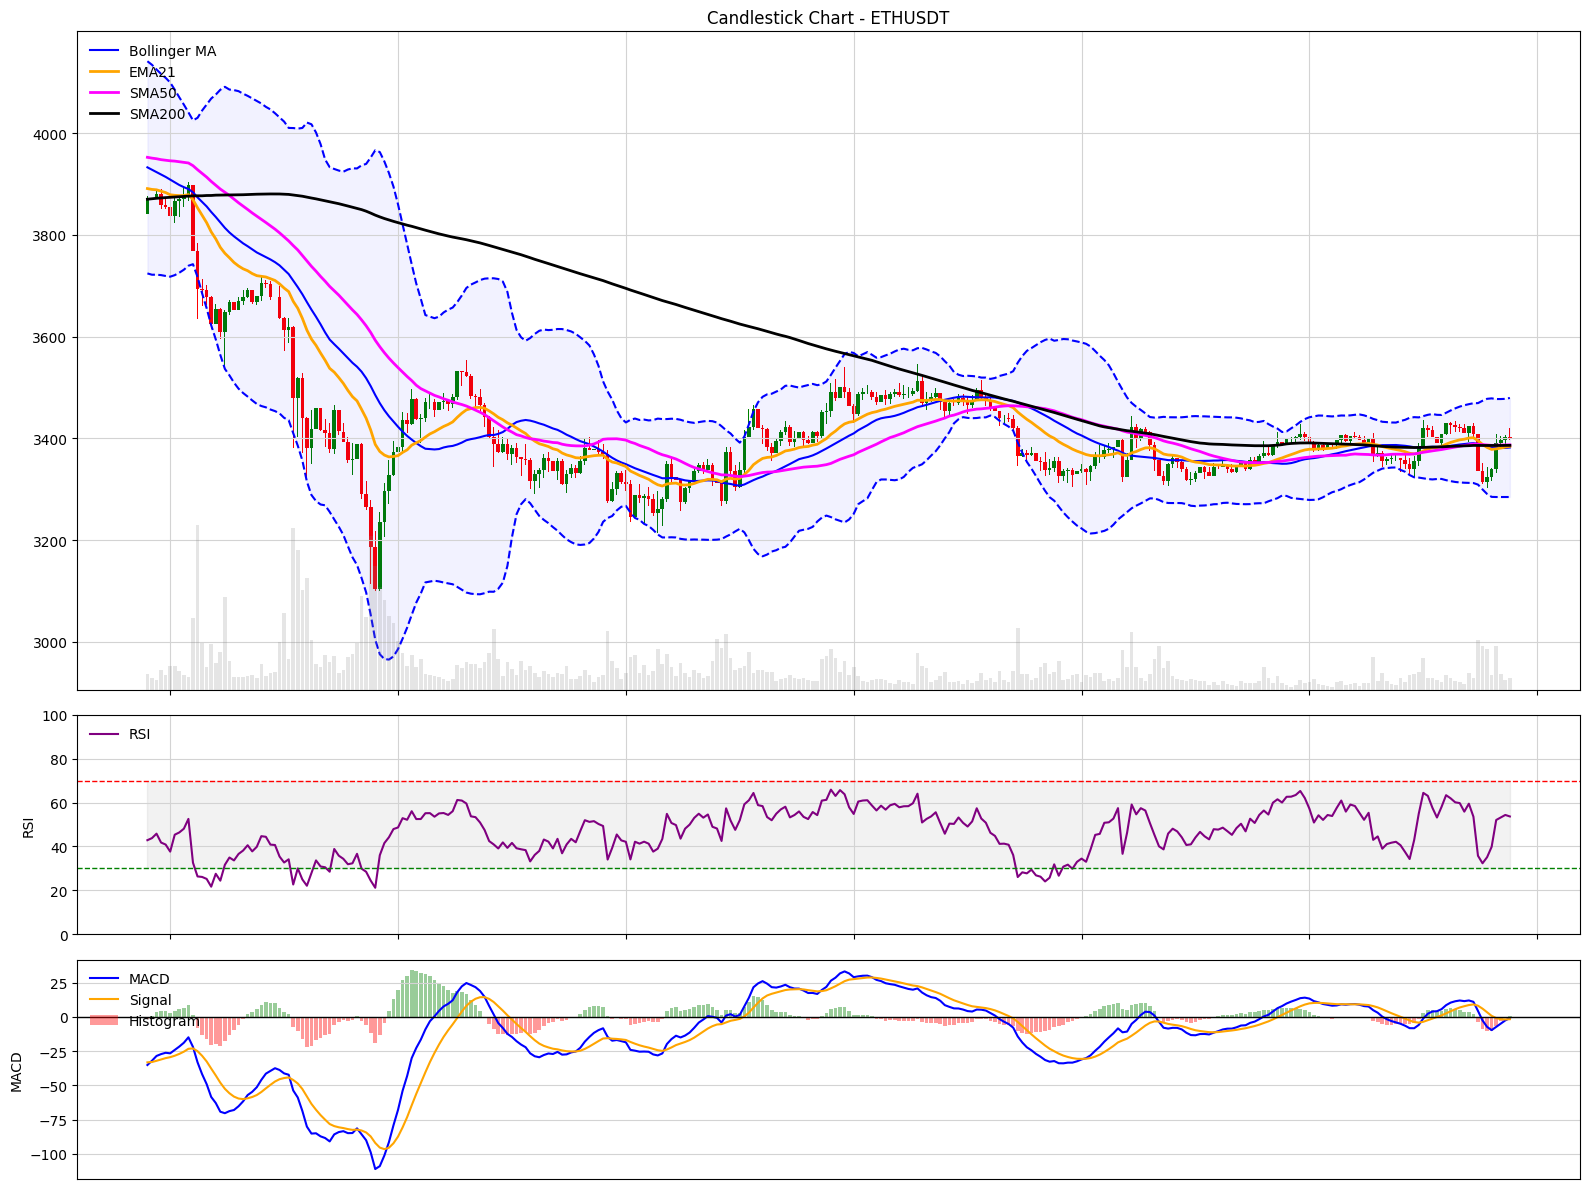 Candlestick Chart - ETHUSDT
Bollinger MA
EMA21
SMA50
SMA200
4000
3800
3600
3400
3200
3000
100
80
60
40
20
0
RSI
RSI
25
0
−25
−50
−75
−100
MACD
MACD
Signal
Histogram